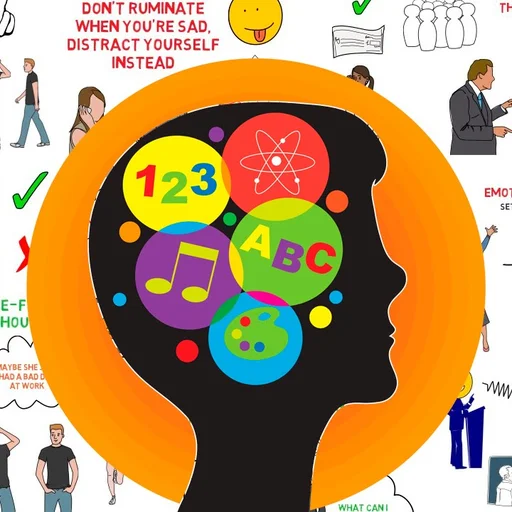 DON'T RUMINATE
WHEN YOU'RE SAD,
DISTRACT YOURSELF
INSTEAD
TH
123
ABC
EMOT
SE
E-F
HOU
MAYBE SHE
HAD A BAD D
AT WORK
WHAT CAN I